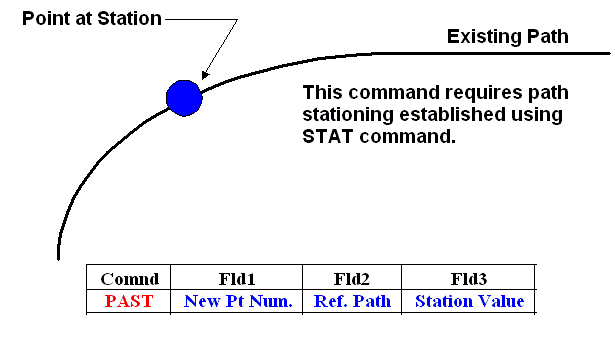 Point at Station
Existing Path
This command requires path
stationing established using
STAT command.
Comnd Fld1 Fld2 Fld3
PAST New Pt Num. Ref. Path Station Value